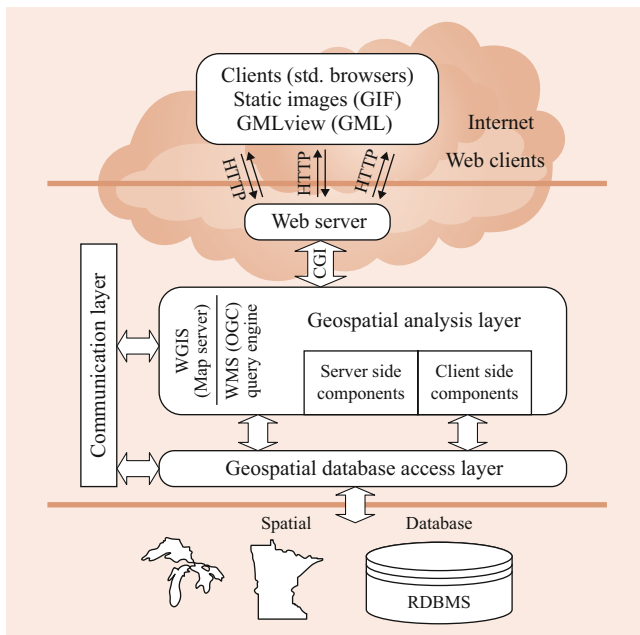 Clients (std. browsers)
Static images (GIF)
GMLview (GML)
Internet
Web clients
HTTP
HTTP
HTTP
Web server
CGI
Communication layer
WGIS
(Map server)
WMS (OGC)
query engine
Geospatial analysis layer
Server side
components
Client side
components
Geospatial database access layer
Spatial
Database
RDBMS